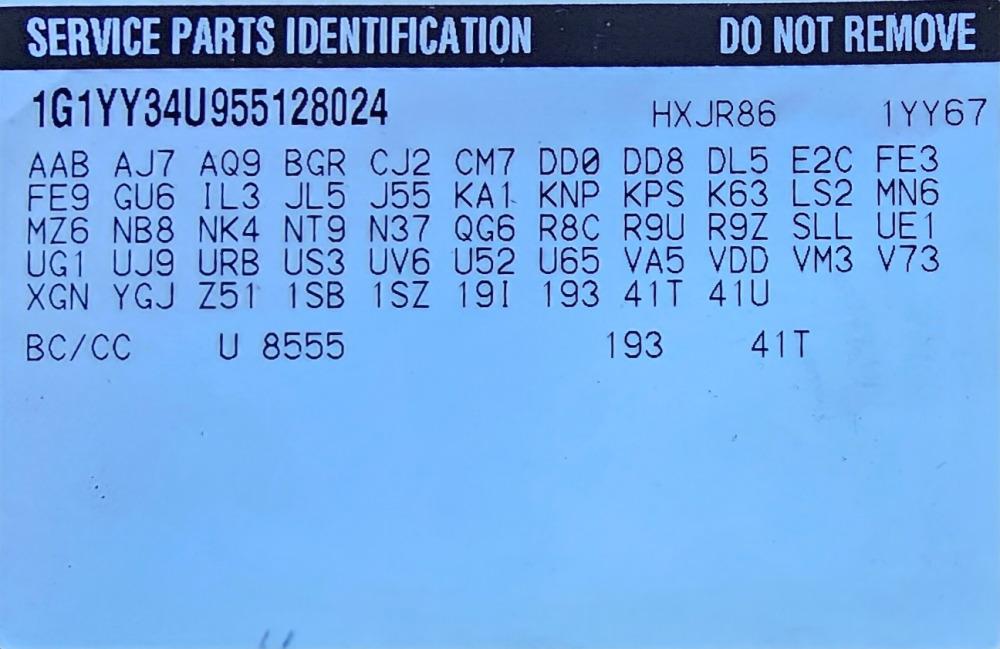 SERVICE PARTS IDENTIFICATION DO NOT REMOVE
1G1YY34U955128024 HXJR86 1YY67
AAB AJ7 AQ9 BGR CJ2 CM7 DD0 DD8 DL5 E2C FE3
FE9 GU6 IL3 JL5 J55 KA1 KNP KPS K63 LS2 MN6
MZ6 NB8 NK4 NT9 N37 QG6 R8C R9U R9Z SLL UE1
UG1 UJ9 URB US3 UV6 U52 U65 VA5 VDD VM3 V73
XGN YGJ Z51 1SB 1SZ 19I 193 41T 41U
BC/CC U 8555 193 41T